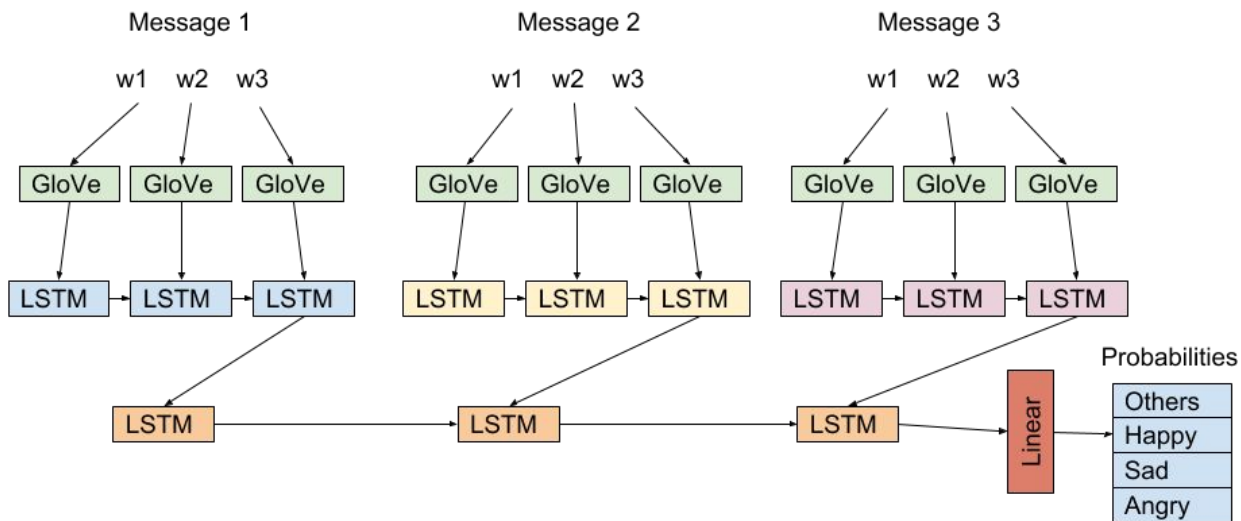 Message 1 Message 2 Message 3
w1 w2 w3 w1 w2 w3 w1 w2 w3
GloVe GloVe GloVe GloVe GloVe GloVe GloVe GloVe GloVe
LSTM LSTM LSTM LSTM LSTM LSTM LSTM LSTM LSTM
Probabilities
LSTM LSTM LSTM Linear
Others
Happy
Sad
Angry